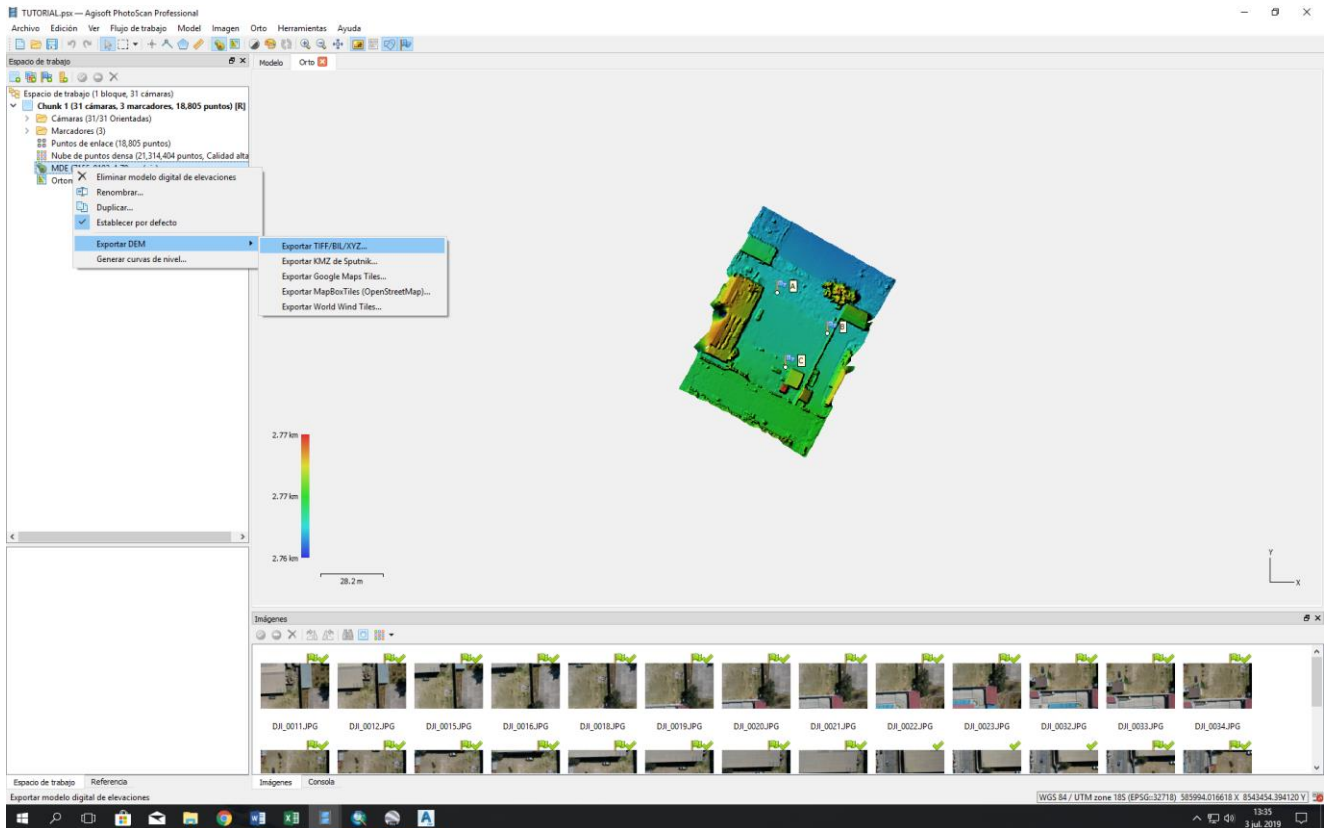 TUTORIAL.psx — Agisoft PhotoScan Professional
Archivo Edición Ver Flujo de trabajo Model Imagen Orto Herramientas Ayuda
Espacio de trabajo
Modelo Orto
Espacio de trabajo (1 bloque, 31 cámaras)
Chunk 1 (31 cámaras, 3 marcadores, 18,805 puntos) [R]
Cámaras (31/31 Orientadas)
Marcadores (3)
Puntos de enlace (18,805 puntos)
Nube de puntos densa (21,314,404 puntos, Calidad alta
MDE
Orton
Eliminar modelo digital de elevaciones
Renombrar...
Duplicar...
Establecer por defecto
Exportar DEM
Generar curvas de nivel...
Exportar TIFF/BIL/XYZ...
Exportar KMZ de Sputnik...
Exportar Google Maps Tiles...
Exportar MapBoxTiles (OpenStreetMap)...
Exportar World Wind Tiles...
A
B
C
2.77 km
2.77 km
2.76 km
28.2 m
Y
X
Imágenes
DJI_0011.JPG DJI_0012.JPG DJI_0015.JPG DJI_0016.JPG DJI_0018.JPG DJI_0019.JPG DJI_0020.JPG DJI_0021.JPG DJI_0022.JPG DJI_0023.JPG DJI_0032.JPG DJI_0033.JPG DJI_0034.JPG
Espacio de trabajo Referencia
Imágenes Consola
Exportar modelo digital de elevaciones
WGS 84 / UTM zone 18S (EPSG::32718) 585994.016618 X 8543454.394120 Y
13:35
3 jul. 2019